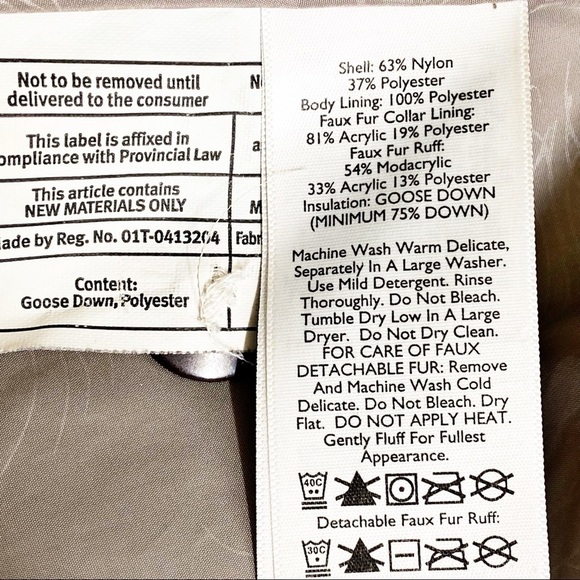 Not to be removed until
delivered to the consumer
This label is affixed in
compliance with Provincial Law
This article contains
NEW MATERIALS ONLY
Made by Reg. No. 01T-0413204
Content:
Goose Down, Polyester
Shell: 63% Nylon
37% Polyester
Body Lining: 100% Polyester
Faux Fur Collar Lining:
81% Acrylic 19% Polyester
Faux Fur Ruff:
54% Modacrylic
33% Acrylic 13% Polyester
Insulation: GOOSE DOWN
(MINIMUM 75% DOWN)
Machine Wash Warm Delicate,
Separately In A Large Washer.
Use Mild Detergent. Rinse
Thoroughly. Do Not Bleach.
Tumble Dry Low In A Large
Dryer. Do Not Dry Clean.
FOR CARE OF FAUX
DETACHABLE FUR: Remove
And Machine Wash Cold
Delicate. Do Not Bleach. Dry
Flat. DO NOT APPLY HEAT.
Gently Fluff For Fullest
Appearance.
40C
Detachable Faux Fur Ruff:
30C